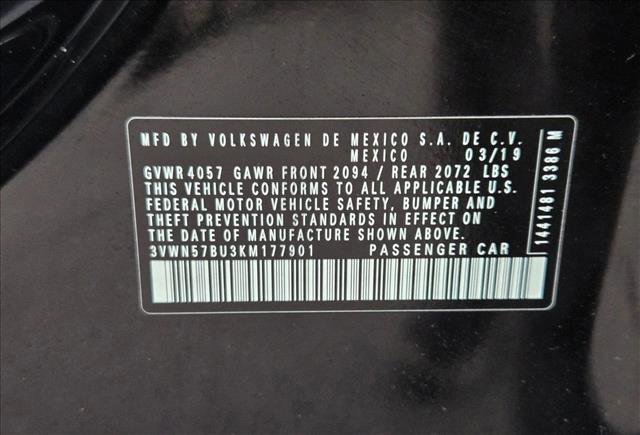 MFD BY VOLKSWAGEN DE MEXICO S.A. DE C.V.
MEXICO 03/19
GVWR 4057 GAWR FRONT 2094 / REAR 2072 LBS
THIS VEHICLE CONFORMS TO ALL APPLICABLE U.S.
FEDERAL MOTOR VEHICLE SAFETY, BUMPER AND
THEFT PREVENTION STANDARDS IN EFFECT ON
THE DATE OF MANUFACTURE SHOWN ABOVE.
3VWN57BU3KM177901 PASSENGER CAR
1441481 3386 M